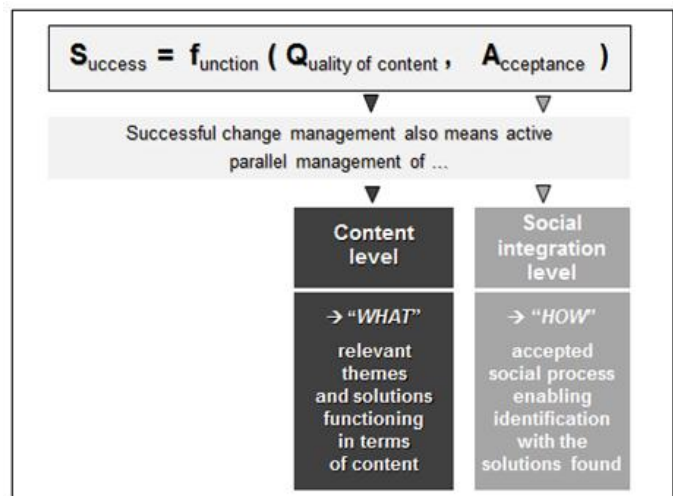 Success = function ( Quality of content , Acceptance )
Successful change management also means active
parallel management of ...
Content
level
Social
integration
level
→ "WHAT"
relevant
themes
and solutions
functioning
in terms
of content
→ "HOW"
accepted
social process
enabling
identification
with the
solutions found